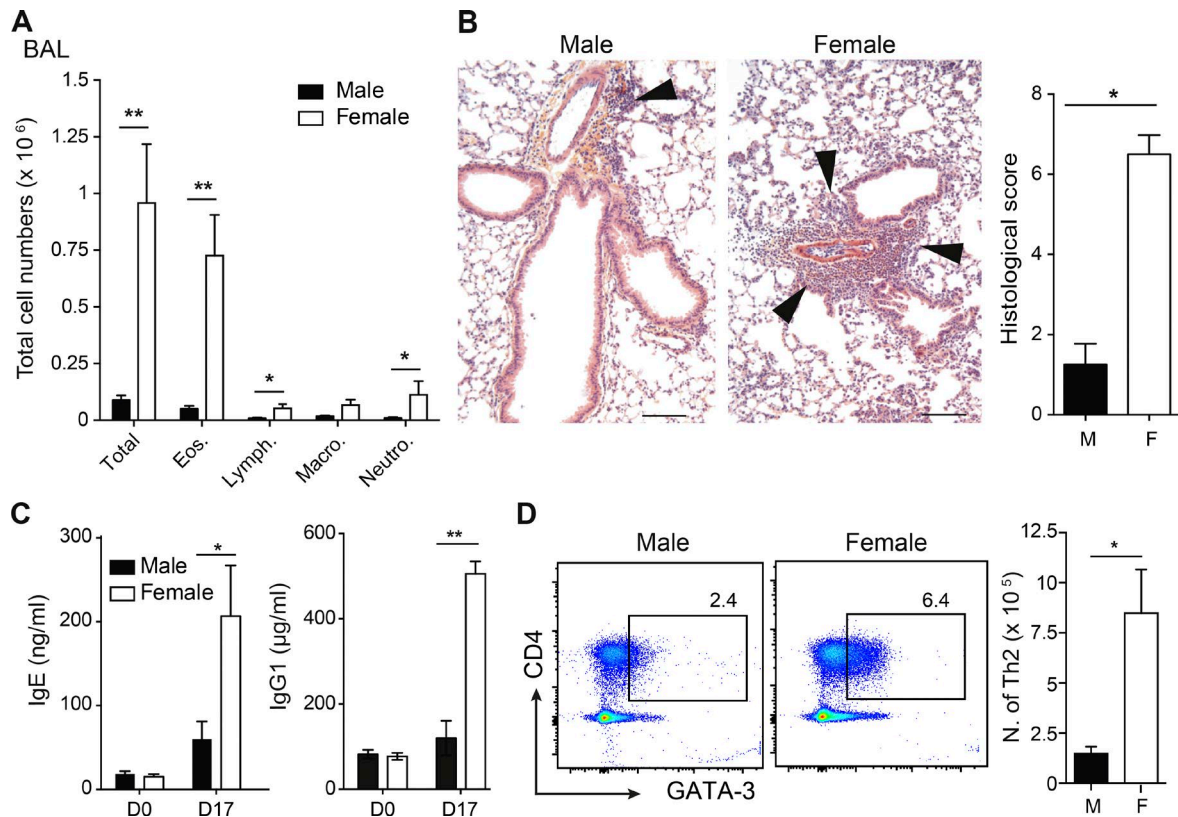 A
BAL
Total cell numbers (x 10⁶)
1.5
1.25
1
0.75
0.5
0.25
0
Male
Female
**
**
*
*
Total
Eos.
Lymph.
Macro.
Neutro.
B
Male
Female
Histological score
8
6
4
2
0
*
M
F
C
IgE (ng/ml)
300
200
100
0
Male
Female
*
D0
D17
IgG1 (µg/ml)
600
400
200
0
**
D0
D17
D
Male
Female
2.4
6.4
CD4
GATA-3
N. of Th2 (x 10⁵)
12.5
10
7.5
5
2.5
0
*
M
F